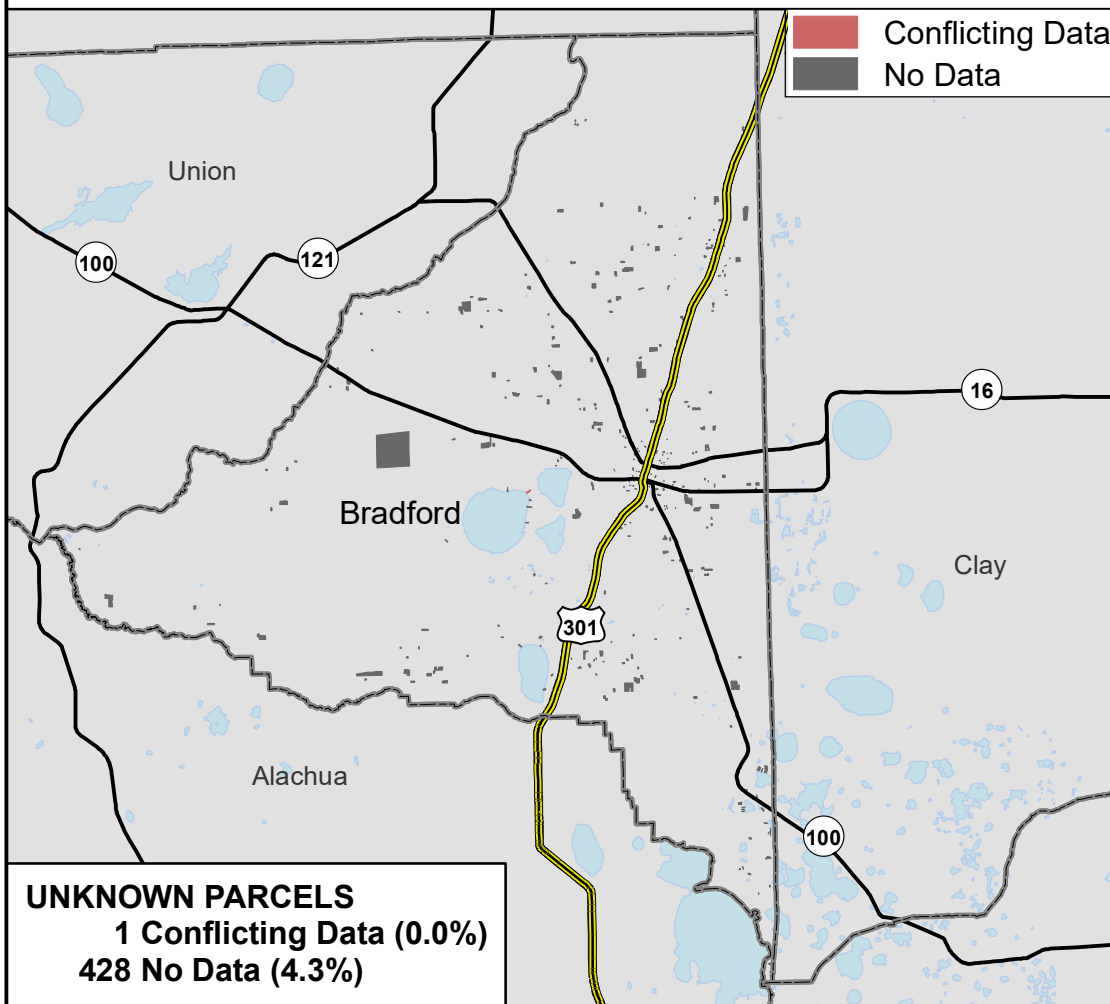 Conflicting Data
No Data
Union
100
121
16
Bradford
Clay
301
Alachua
100
UNKNOWN PARCELS
1 Conflicting Data (0.0%)
428 No Data (4.3%)